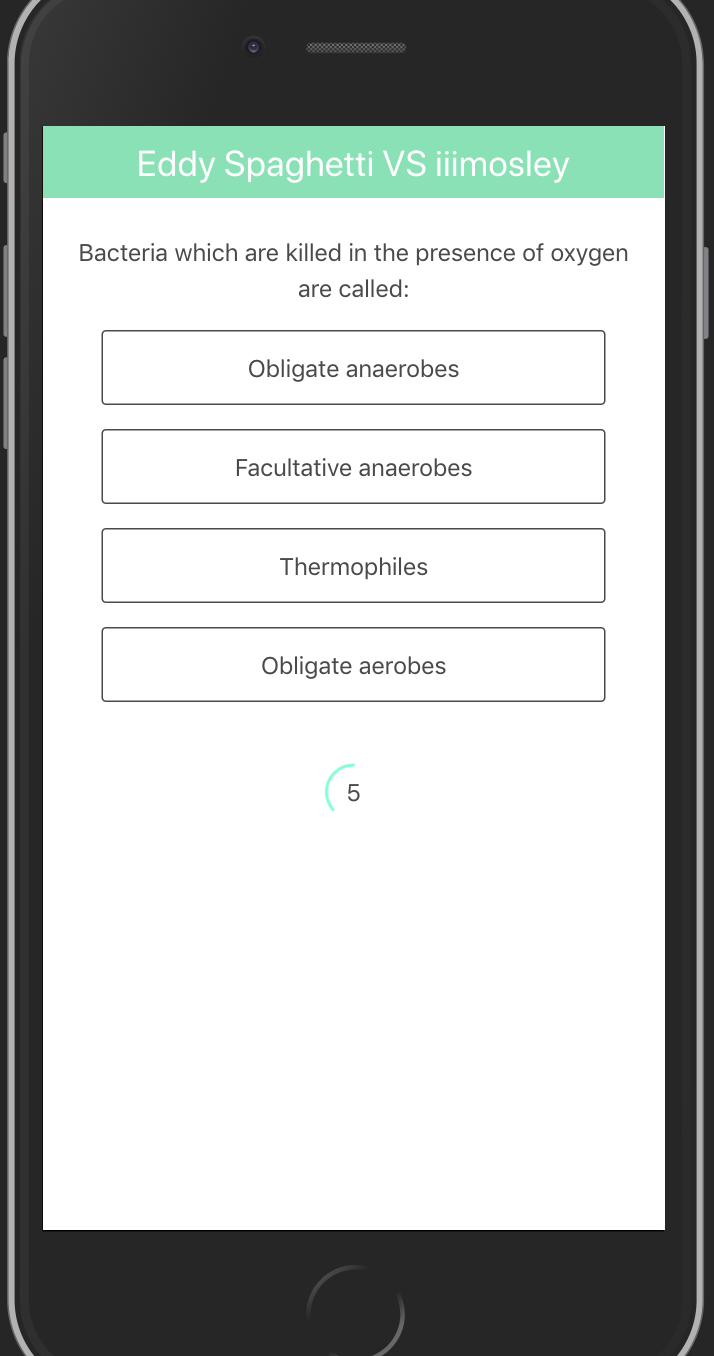 Eddy Spaghetti VS iiimosley
Bacteria which are killed in the presence of oxygen
are called:
Obligate anaerobes
Facultative anaerobes
Thermophiles
Obligate aerobes
5